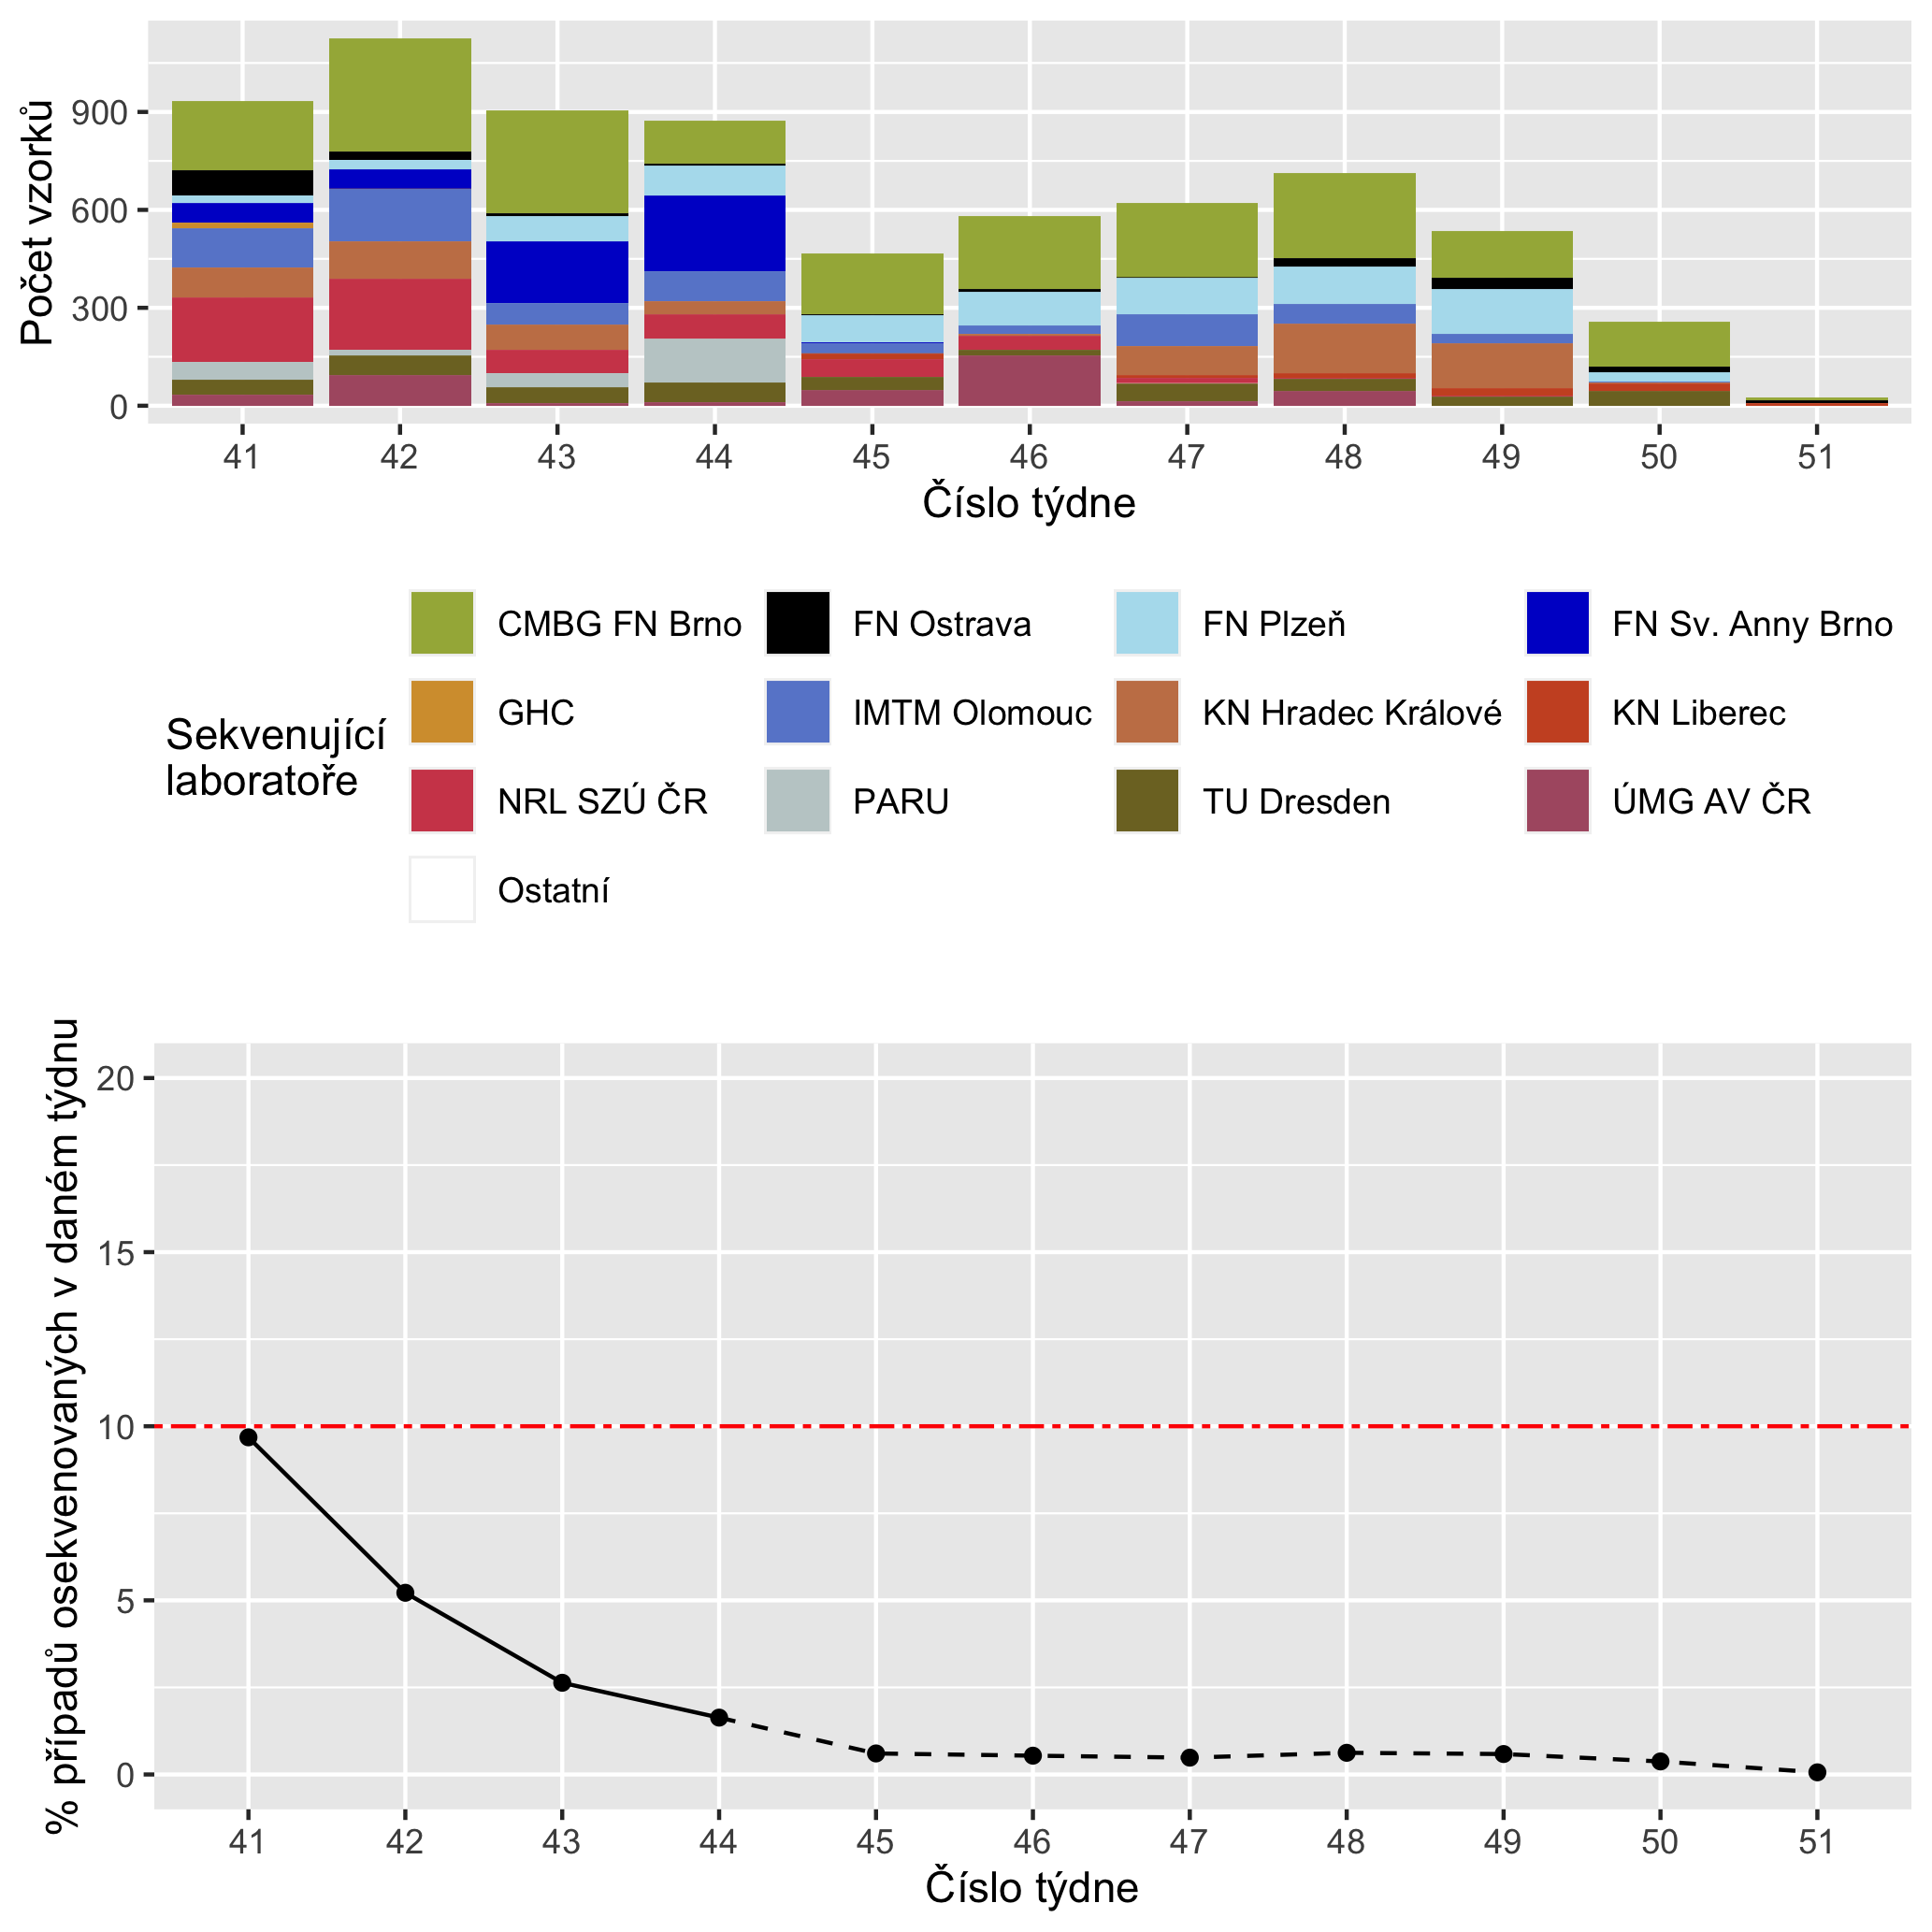 Počet vzorků
900
600
300
0
41 42 43 44 45 46 47 48 49 50 51
Číslo týdne
Sekvenující
laboratoře
CMBG FN Brno FN Ostrava FN Plzeň FN Sv. Anny Brno
GHC IMTM Olomouc KN Hradec Králové KN Liberec
NRL SZÚ ČR PARU TU Dresden ÚMG AV ČR
Ostatní
% případů osekvenovaných v daném týdnu
20
15
10
5
0
41 42 43 44 45 46 47 48 49 50 51
Číslo týdne